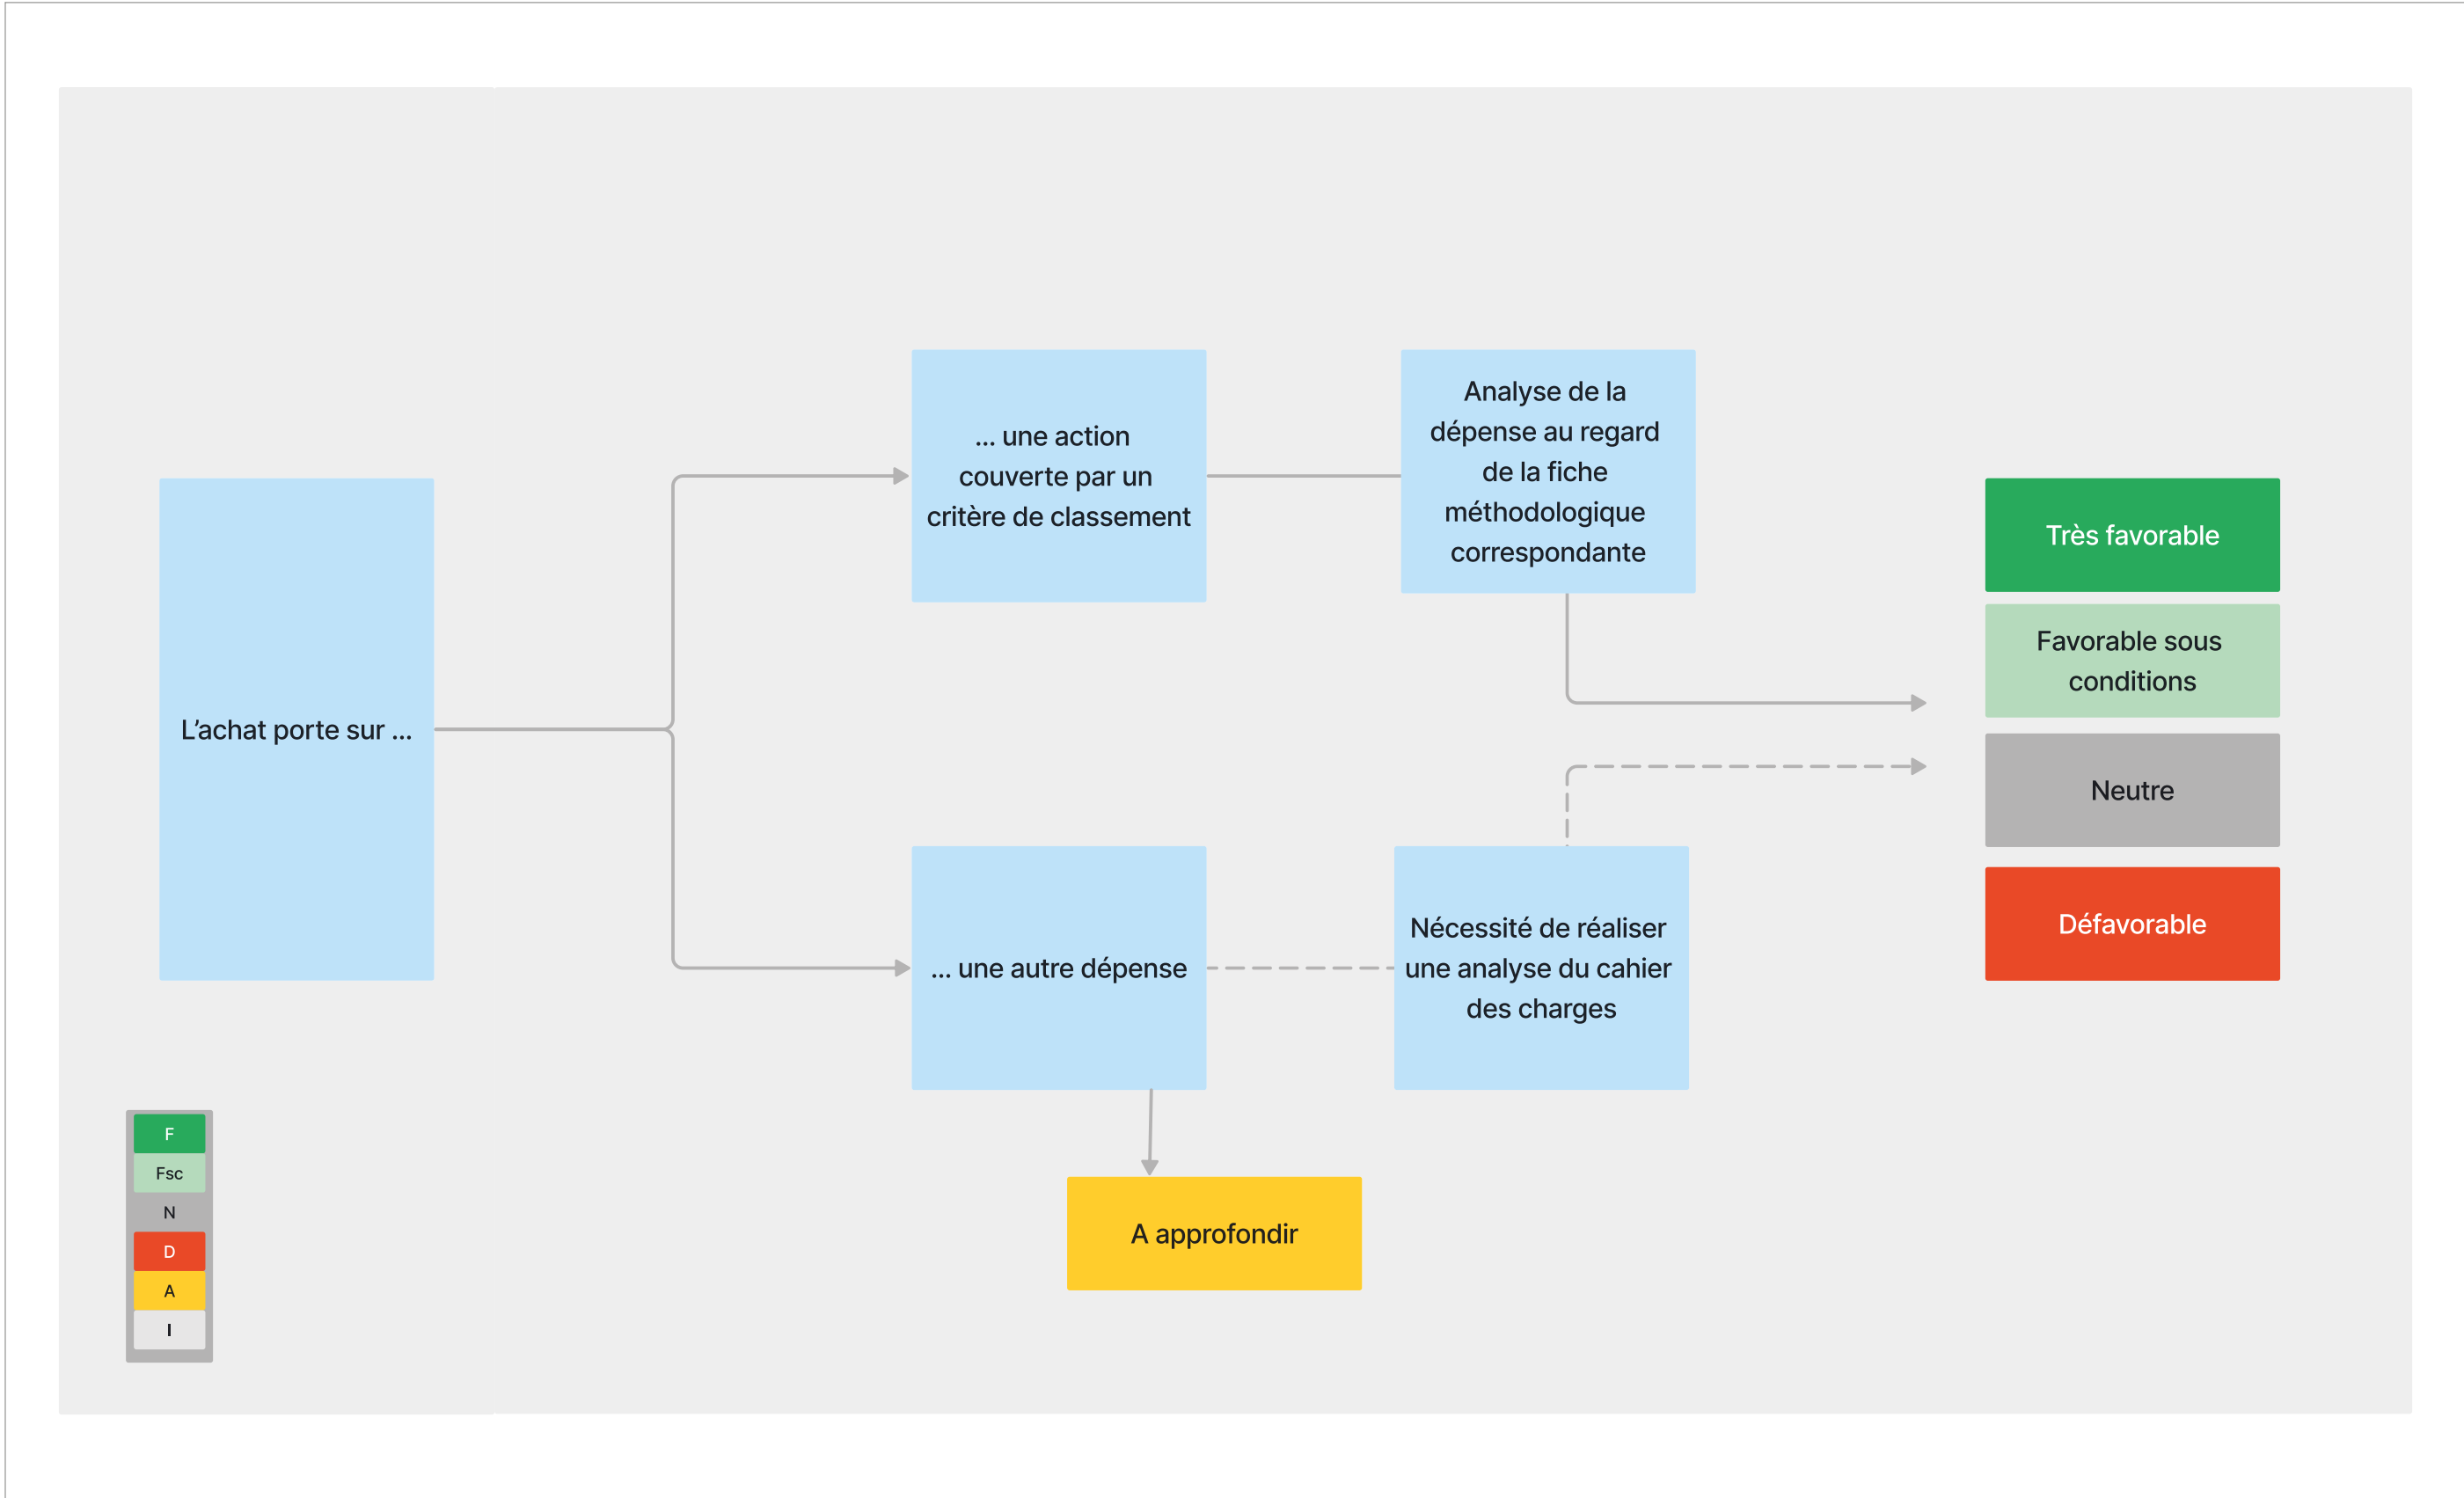 L’achat porte sur ...
... une action
couverte par un
critère de classement
Analyse de la
dépense au regard
de la fiche
méthodologique
correspondante
... une autre dépense
Nécessité de réaliser
une analyse du cahier
des charges
A approfondir
Très favorable
Favorable sous
conditions
Neutre
Défavorable
F
Fsc
N
D
A
I